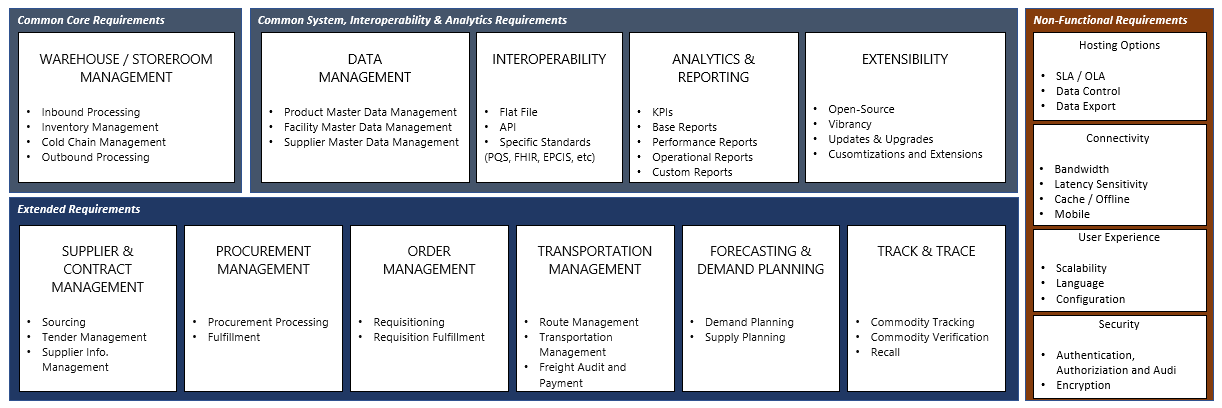 Common Core Requirements
WAREHOUSE / STOREROOM
MANAGEMENT
• Inbound Processing
• Inventory Management
• Cold Chain Management
• Outbound Processing
Common System, Interoperability & Analytics Requirements
DATA
MANAGEMENT
• Product Master Data Management
• Facility Master Data Management
• Supplier Master Data Management
INTEROPERABILITY
• Flat File
• API
• Specific Standards
(PQS, FHIR, EPCIS, etc)
ANALYTICS &
REPORTING
• KPIs
• Base Reports
• Performance Reports
• Operational Reports
• Custom Reports
EXTENSIBILITY
• Open-Source
• Vibrancy
• Updates & Upgrades
• Cusomtizations and Extensions
Extended Requirements
SUPPLIER &
CONTRACT
MANAGEMENT
• Sourcing
• Tender Management
• Supplier Info.
Management
PROCUREMENT
MANAGEMENT
• Procurement Processing
• Fulfillment
ORDER
MANAGEMENT
• Requisitioning
• Requisition Fulfillment
TRANSPORTATION
MANAGEMENT
• Route Management
• Transportation
Management
• Freight Audit and
Payment
FORECASTING &
DEMAND PLANNING
• Demand Planning
• Supply Planning
TRACK & TRACE
• Commodity Tracking
• Commodity Verification
• Recall
Non-Functional Requirements
Hosting Options
• SLA / OLA
• Data Control
• Data Export
Connectivity
• Bandwidth
• Latency Sensitivity
• Cache / Offline
• Mobile
User Experience
• Scalability
• Language
• Configuration
Security
• Authentication,
Authoriziation and Audi
• Encryption